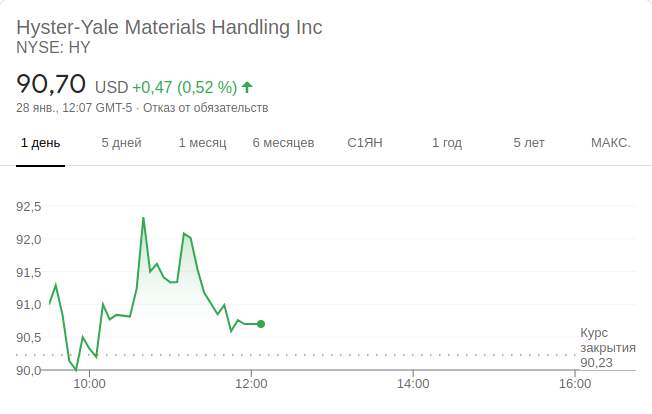 Hyster-Yale Materials Handling Inc
NYSE: HY
90,70 USD +0,47 (0,52 %)
28 янв., 12:07 GMT-5 · Отказ от обязательств
1 день 5 дней 1 месяц 6 месяцев С1ЯН 1 год 5 лет МАКС.
92,5
92,0
91,5
91,0
90,5
90,0
Курс
закрытия
90,23
10:00 12:00 14:00 16:00